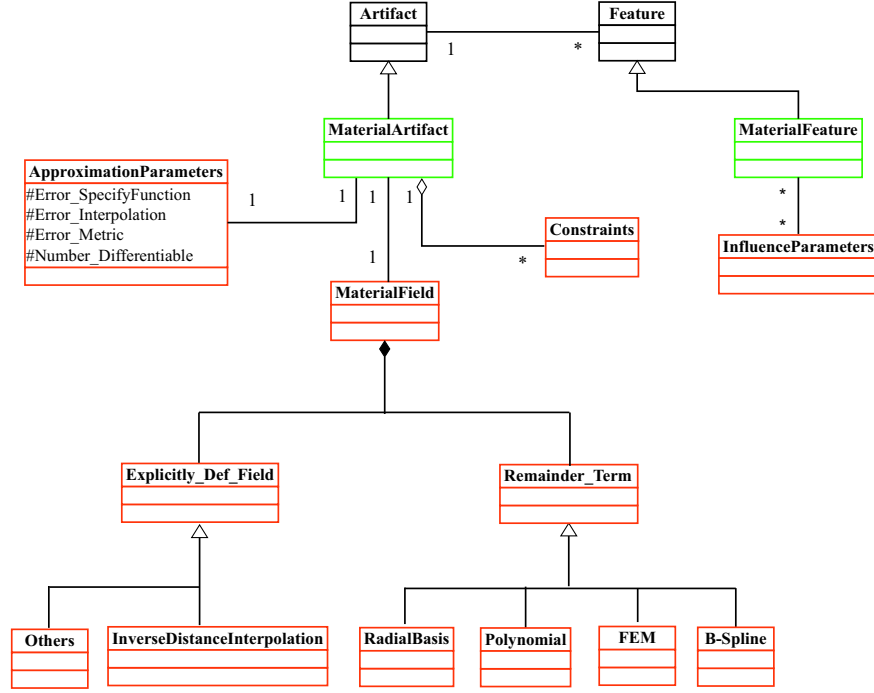 Artifact
Feature
1
*
MaterialArtifact
MaterialFeature
ApproximationParameters
#Error_SpecifyFunction
#Error_Interpolation
#Error_Metric
#Number_Differentiable
1
1
1
1
*
*
Constraints
*
InfluenceParameters
1
MaterialField
Explicitly_Def_Field
Remainder_Term
Others
InverseDistanceInterpolation
RadialBasis
Polynomial
FEM
B-Spline